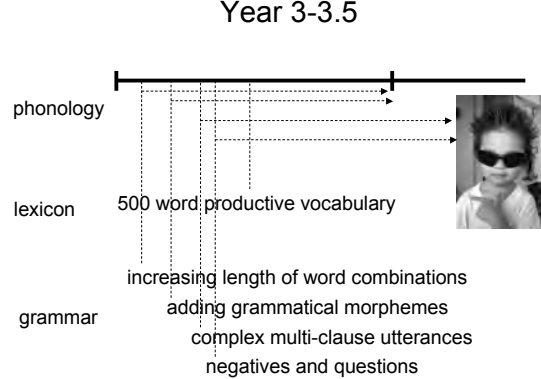 Year 3-3.5
phonology
lexicon
500 word productive vocabulary
increasing length of word combinations
grammar
adding grammatical morphemes
complex multi-clause utterances
negatives and questions